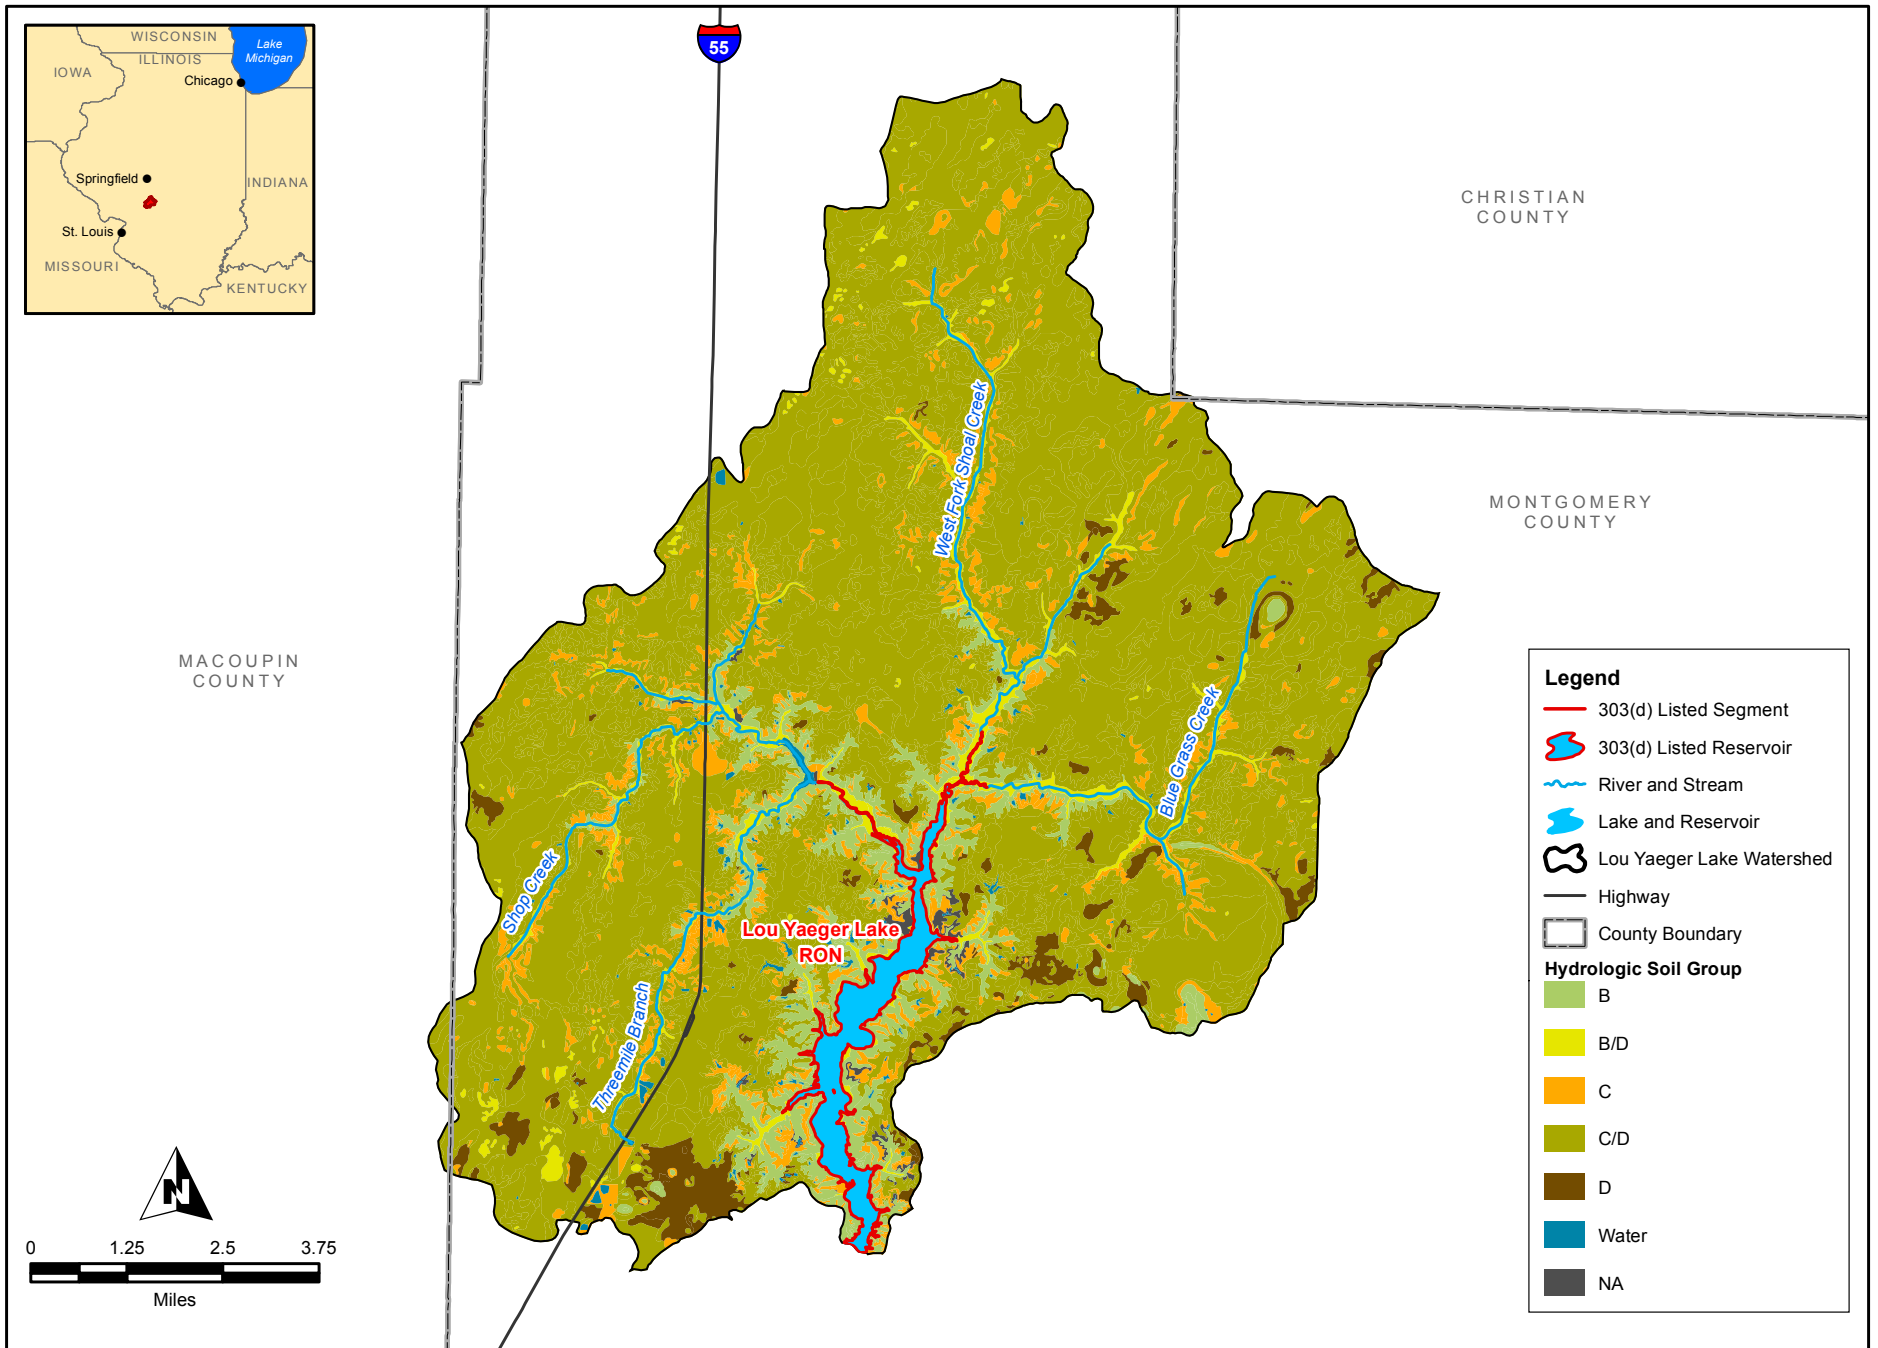 WISCONSIN
ILLINOIS
Lake
Michigan
IOWA
Chicago
Springfield
INDIANA
St. Louis
MISSOURI
KENTUCKY
55
CHRISTIAN
COUNTY
MONTGOMERY
COUNTY
MACOUPIN
COUNTY
West Fork Shoal Creek
Blue Grass Creek
Shop Creek
Threemile Branch
Lou Yaeger Lake
RON
Legend
303(d) Listed Segment
303(d) Listed Reservoir
River and Stream
Lake and Reservoir
Lou Yaeger Lake Watershed
Highway
County Boundary
Hydrologic Soil Group
B
B/D
C
C/D
D
Water
NA
N
0 1.25 2.5 3.75
Miles